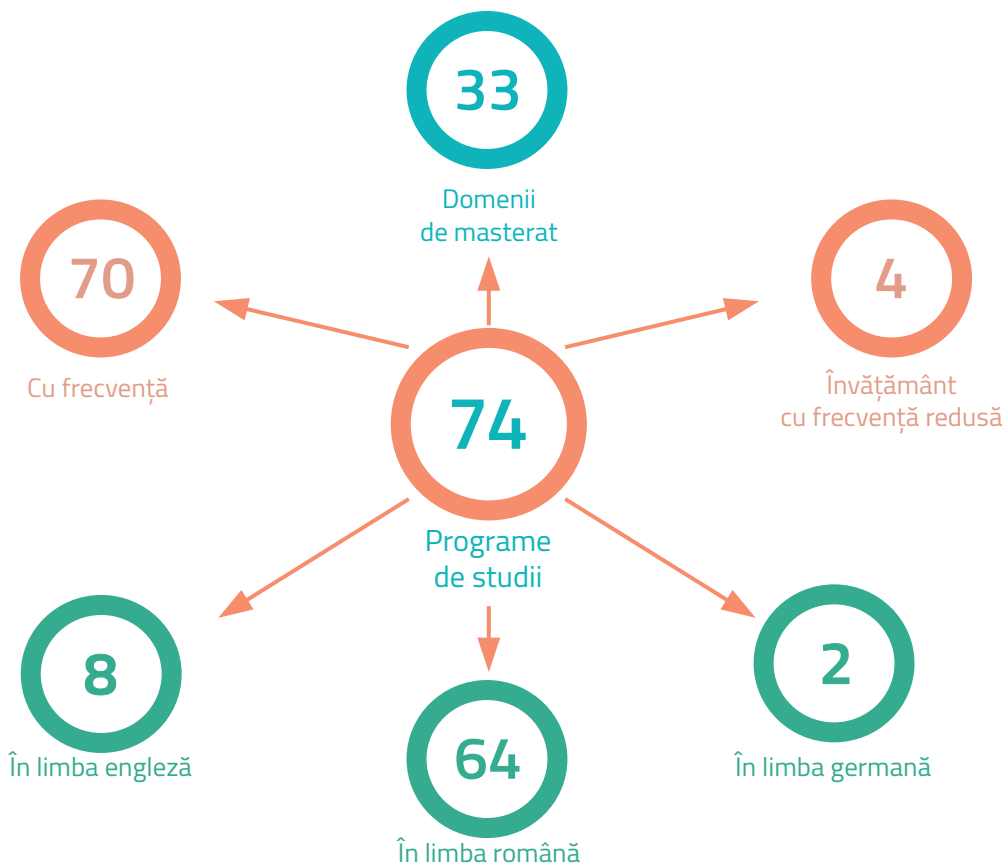 33
Domenii
de masterat
70
Cu frecvență
4
Învățământ
cu frecvență redusă
74
Programe
de studii
8
În limba engleză
64
În limba română
2
În limba germană